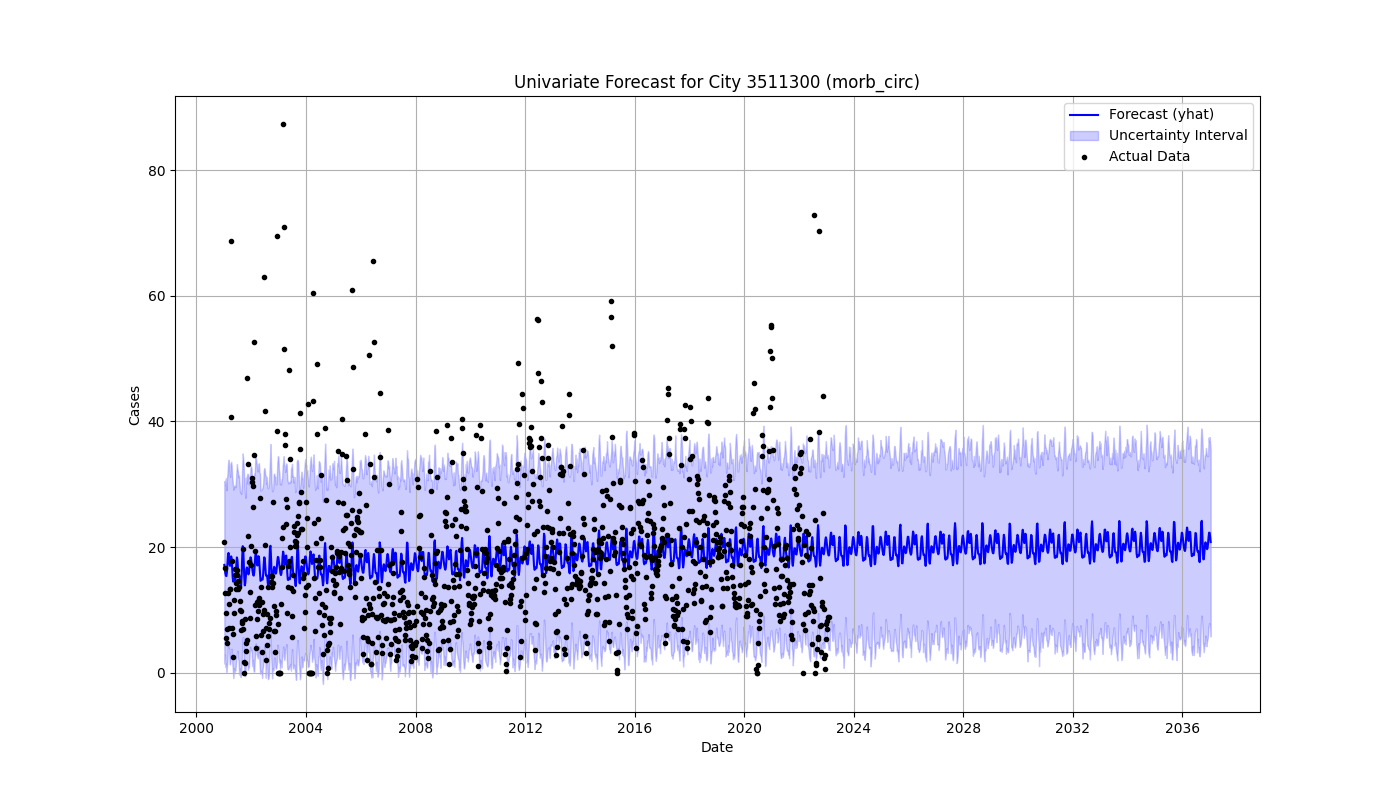 Univariate Forecast for City 3511300 (morb_circ)
Forecast (yhat)
Uncertainty Interval
Actual Data
Cases
80
60
40
20
0
2000 2004 2008 2012 2016 2020 2024 2028 2032 2036
Date